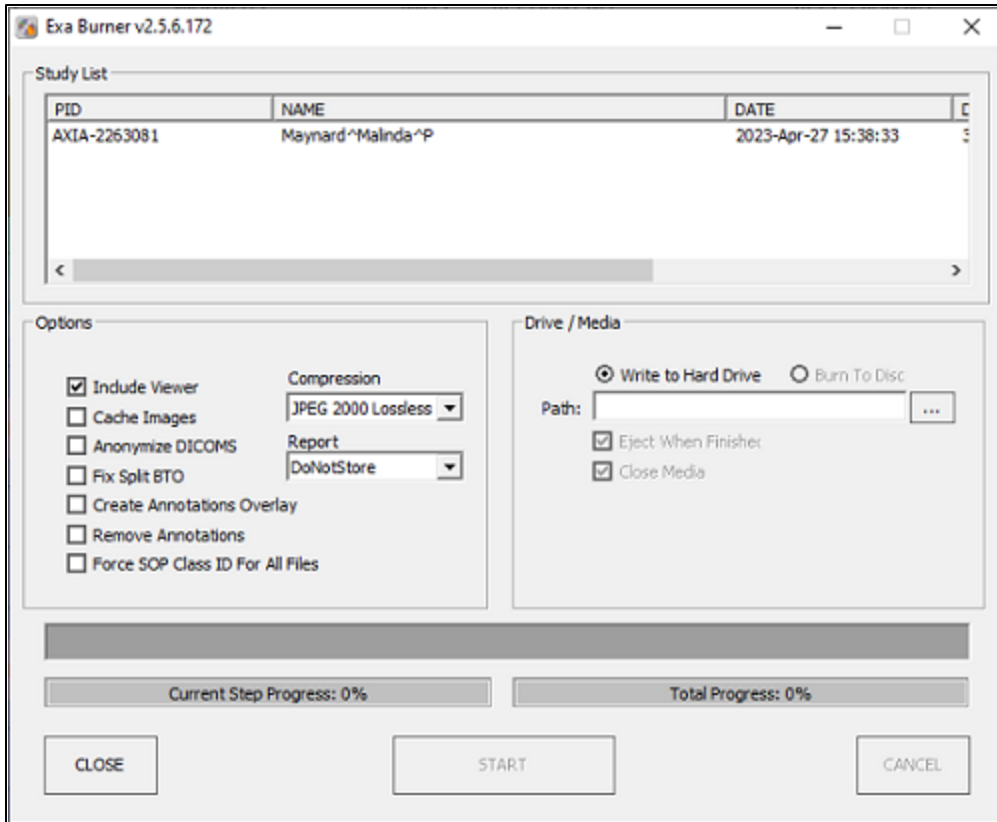 Exa Burner v2.5.6.172
Study List
PID NAME DATE
AXIA-2263081 Maynard^Malinda^P 2023-Apr-27 15:38:33
Options
Include Viewer
Cache Images
Anonymize DICOMS
Fix Split BTO
Create Annotations Overlay
Remove Annotations
Force SOP Class ID For All Files
Compression
JPEG 2000 Lossless
Report
DoNotStore
Drive / Media
Write to Hard Drive Burn To Disc
Path: ...
Eject When Finished
Close Media
Current Step Progress: 0% Total Progress: 0%
CLOSE START CANCEL